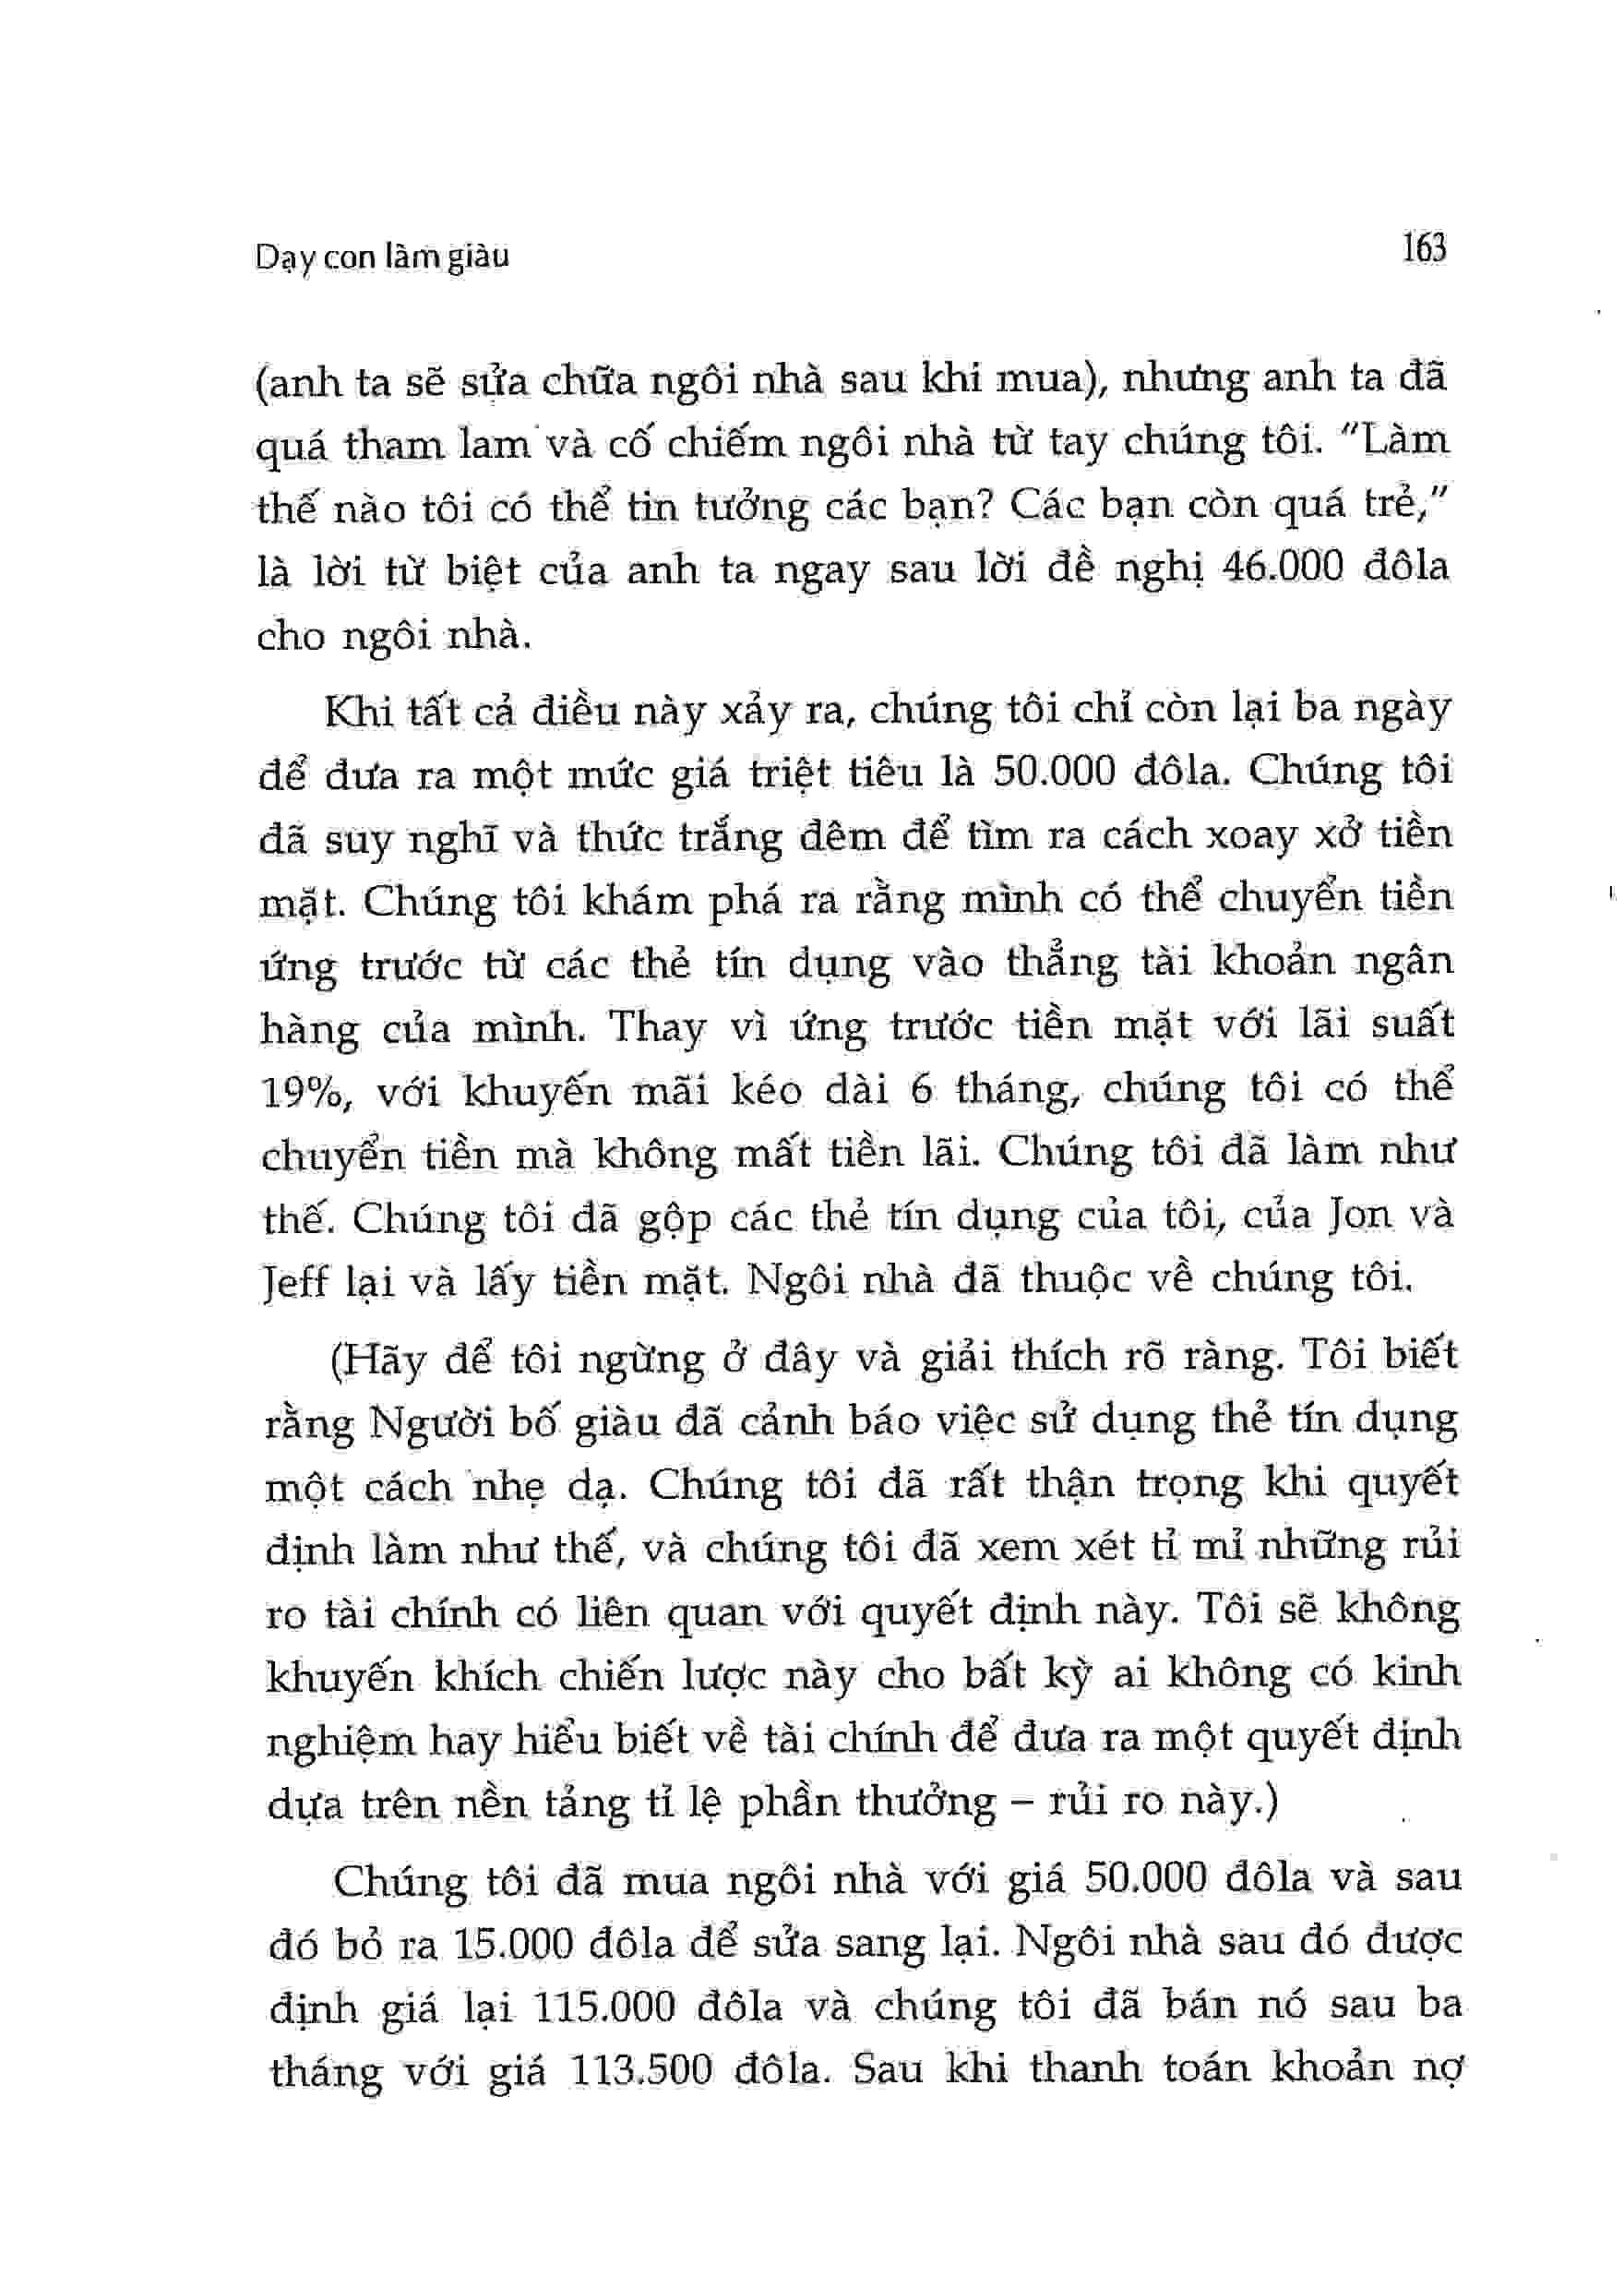 Dạy con làm giàu
163
(anh ta sẽ sửa chữa ngôi nhà sau khi mua), nhưng anh ta đã
quá tham lam và cố chiếm ngôi nhà từ tay chúng tôi. "Làm
thế nào tôi có thể tin tưởng các bạn? Các bạn còn quá trẻ,"
là lời từ biệt của anh ta ngay sau lời đề nghị 46.000 đôla
cho ngôi nhà.
Khi tất cả điều này xảy ra, chúng tôi chỉ còn lại ba ngày
để đưa ra một mức giá triệt tiêu là 50.000 đôla. Chúng tôi
đã suy nghĩ và thức trắng đêm để tìm ra cách xoay xở tiền
mặt. Chúng tôi khám phá ra rằng mình có thể chuyển tiền
ứng trước từ các thẻ tín dụng vào thẳng tài khoản ngân
hàng của mình. Thay vì ứng trước tiền mặt với lãi suất
19%, với khuyến mãi kéo dài 6 tháng, chúng tôi có thể
chuyển tiền mà không mất tiền lãi. Chúng tôi đã làm như
thế. Chúng tôi đã gộp các thẻ tín dụng của tôi, của Jon và
Jeff lại và lấy tiền mặt. Ngôi nhà đã thuộc về chúng tôi.
(Hãy để tôi ngừng ở đây và giải thích rõ ràng. Tôi biết
rằng Người bố giàu đã cảnh báo việc sử dụng thẻ tín dụng
một cách nhẹ dạ. Chúng tôi đã rất thận trọng khi quyết
định làm như thế, và chúng tôi đã xem xét tỉ mỉ những rủi
ro tài chính có liên quan với quyết định này. Tôi sẽ không
khuyến khích chiến lược này cho bất kỳ ai không có kinh
nghiệm hay hiểu biết về tài chính để đưa ra một quyết định
dựa trên nền tảng tỉ lệ phần thưởng – rủi ro này.)
Chúng tôi đã mua ngôi nhà với giá 50.000 đôla và sau
đó bỏ ra 15.000 đôla để sửa sang lại. Ngôi nhà sau đó được
định giá lại 115.000 đôla và chúng tôi đã bán nó sau ba
tháng với giá 113.500 đôla. Sau khi thanh toán khoản nợ